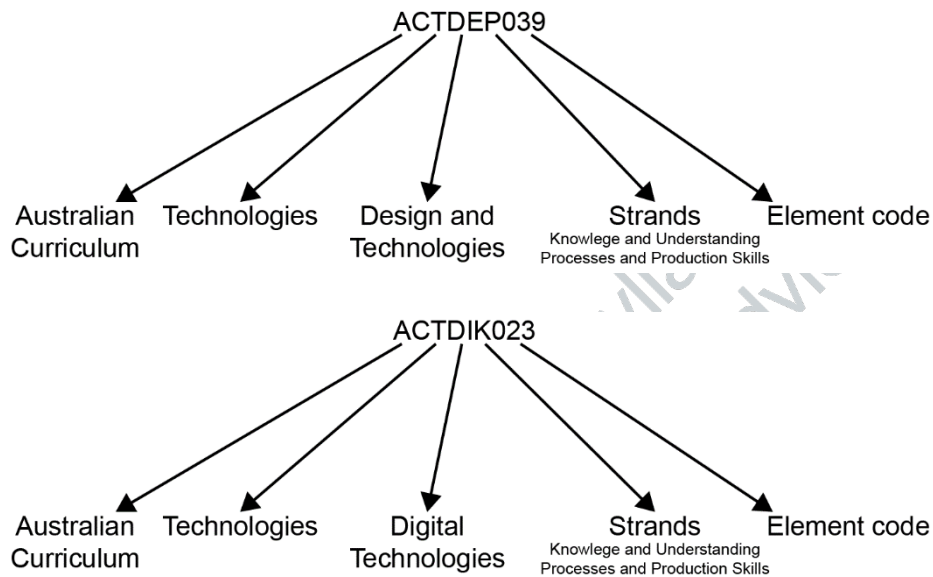 ACTDEP039
Australian Curriculum
Technologies
Design and Technologies
Strands
Knowlege and Understanding
Processes and Production Skills
Element code
ACTDIK023
Australian Curriculum
Technologies
Digital Technologies
Strands
Knowlege and Understanding
Processes and Production Skills
Element code